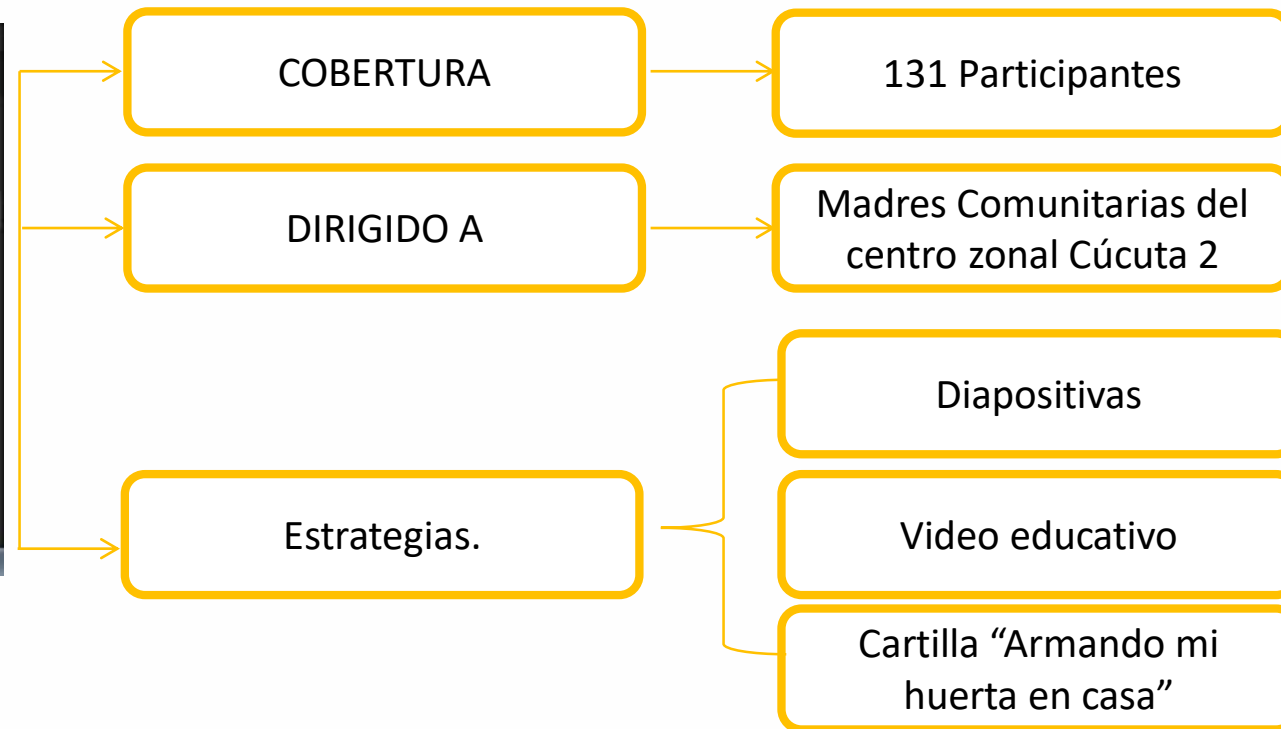 COBERTURA
131 Participantes
DIRIGIDO A
Madres Comunitarias del
centro zonal Cúcuta 2
Estrategias.
Diapositivas
Video educativo
Cartilla “Armando mi
huerta en casa”